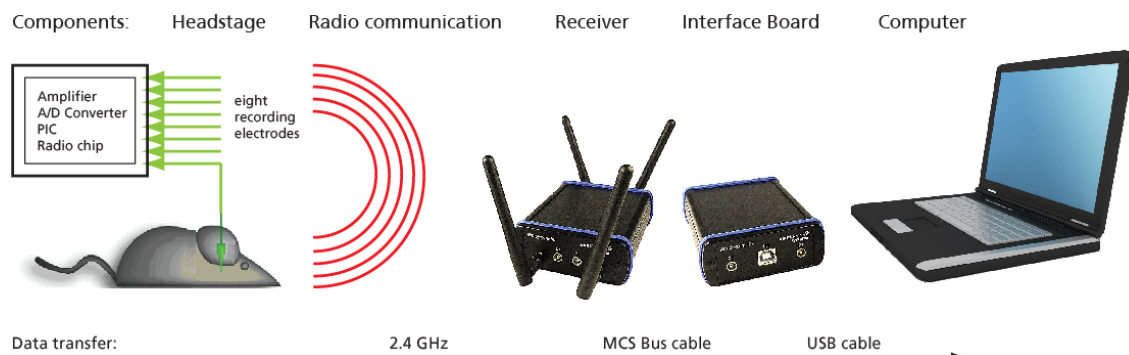 Components: Headstage Radio communication Receiver Interface Board Computer
Amplifier
A/D Converter
PIC
Radio chip
eight
recording
electrodes
Data transfer: 2.4 GHz MCS Bus cable USB cable